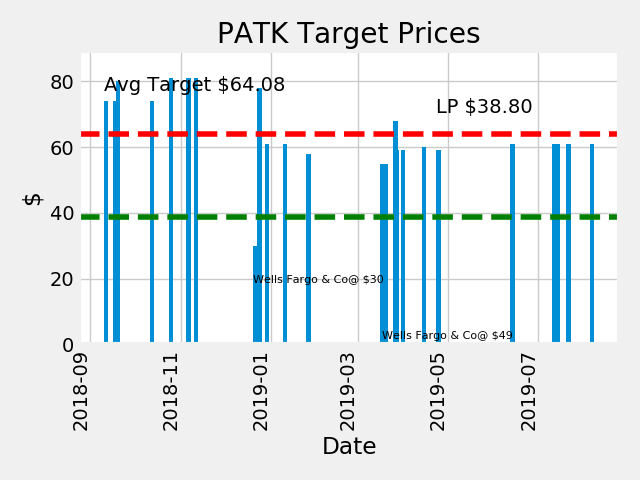 PATK Target Prices
Avg Target $64.08
LP $38.80
Wells Fargo & Co@ $30
Wells Fargo & Co@ $49
$
80
60
40
20
0
2018-09
2018-11
2019-01
2019-03
2019-05
2019-07
Date